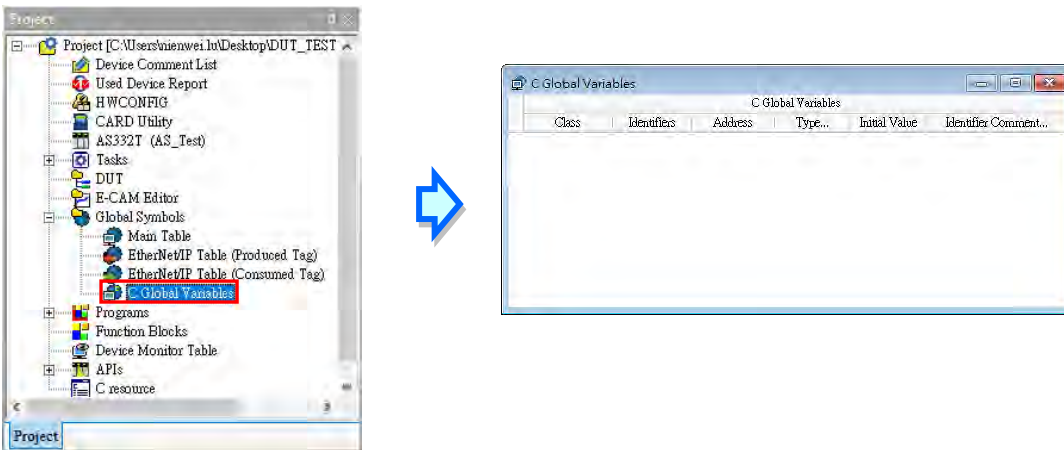 Project
Project [C:\Users\nienwei.lu\Desktop\DUT_TEST
Device Comment List
Used Device Report
HWCONFIG
CARD Utility
AS332T (AS_Test)
Tasks
DUT
E-CAM Editor
Global Symbols
Main Table
EtherNet/IP Table (Produced Tag)
EtherNet/IP Table (Consumed Tag)
C Global Variables
Programs
Function Blocks
Device Monitor Table
APIs
C resource
Project
C Global Variables
C Global Variables
Class Identifiers Address Type... Initial Value Identifier Comment...